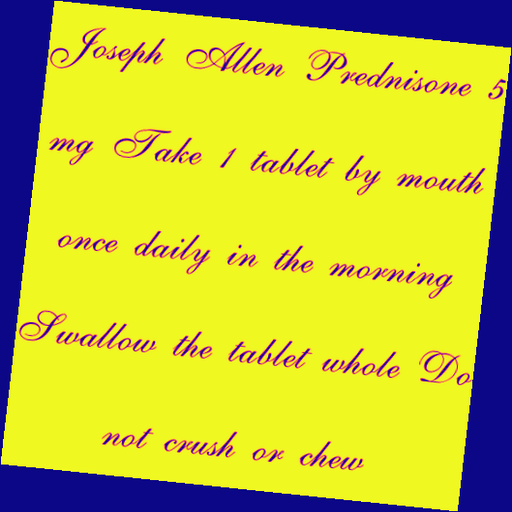 Joseph Allen Prednisone 5
mg Take 1 tablet by mouth
once daily in the morning
Swallow the tablet whole Do
not crush or chew